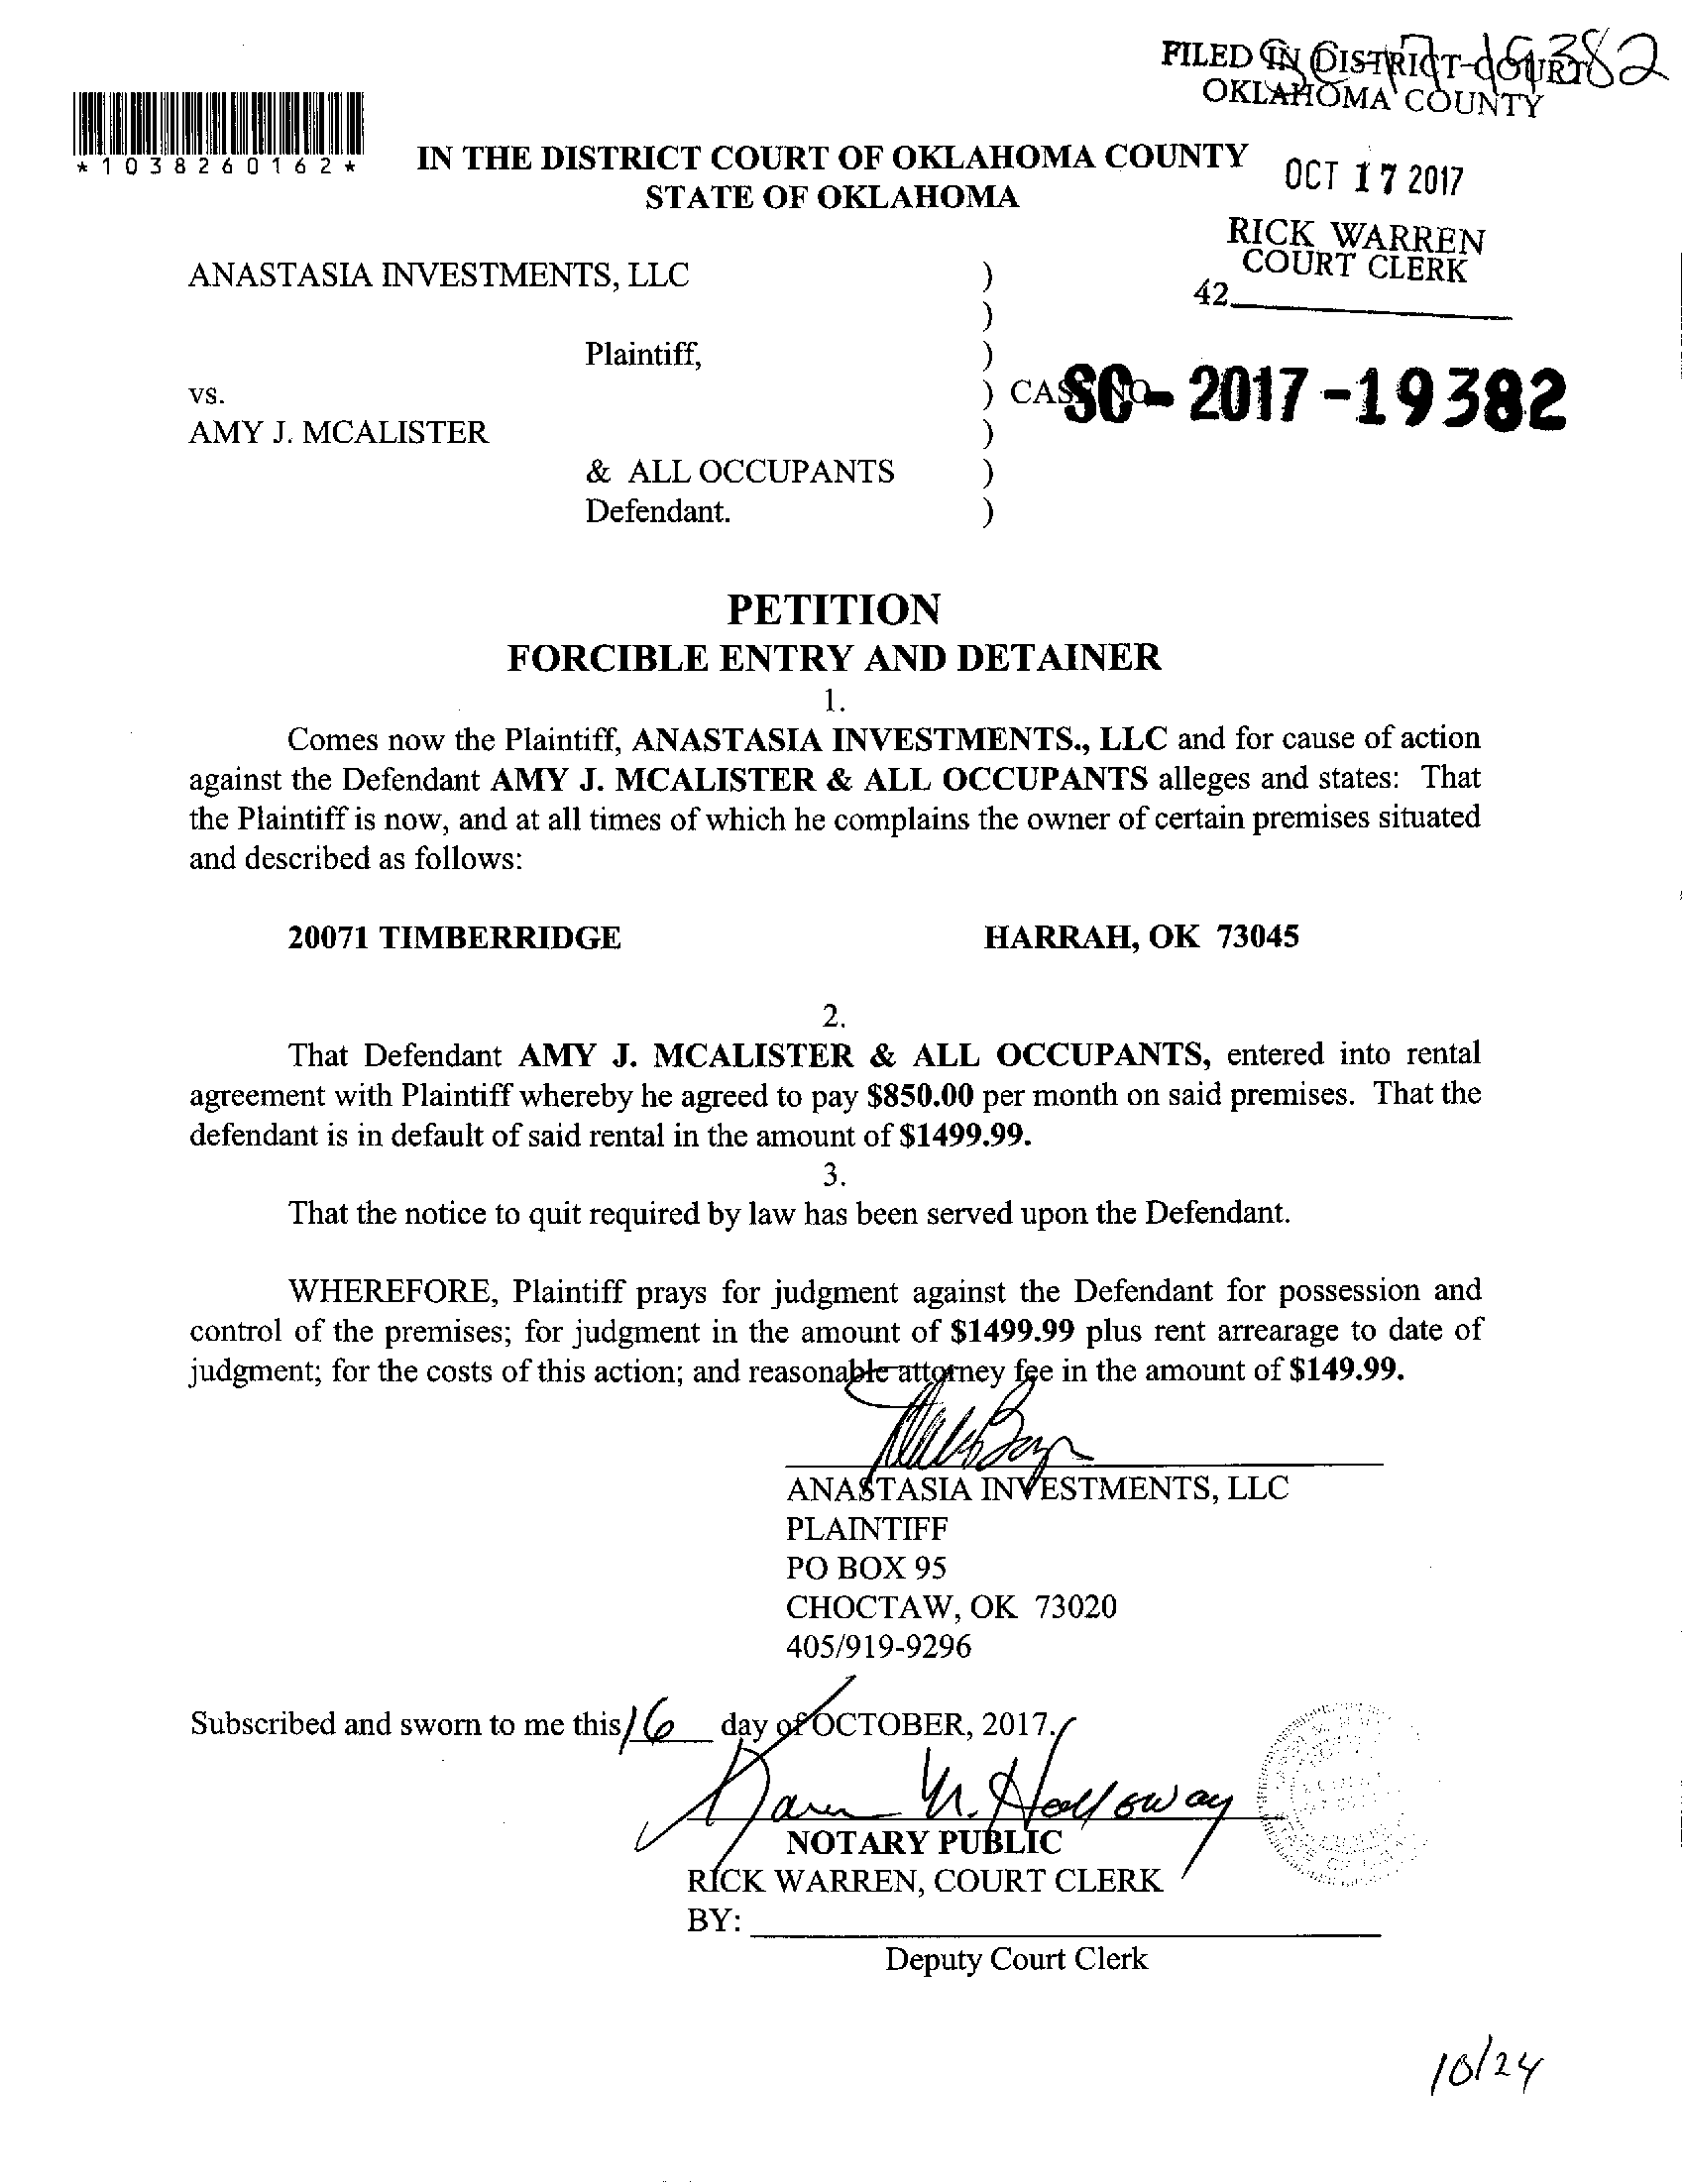 SC-17-19382
FILED IN DISTRICT COURT
OKLAHOMA COUNTY
*1038260162*
IN THE DISTRICT COURT OF OKLAHOMA COUNTY
STATE OF OKLAHOMA
OCT 17 2017
RICK WARREN
COURT CLERK
42
ANASTASIA INVESTMENTS, LLC )
)
Plaintiff, )
vs. ) CASE NO. SC-2017-19382
AMY J. MCALISTER )
& ALL OCCUPANTS )
Defendant. )
PETITION
FORCIBLE ENTRY AND DETAINER
1.
Comes now the Plaintiff, ANASTASIA INVESTMENTS., LLC and for cause of action
against the Defendant AMY J. MCALISTER & ALL OCCUPANTS alleges and states: That
the Plaintiff is now, and at all times of which he complains the owner of certain premises situated
and described as follows:
20071 TIMBERRIDGE HARRAH, OK 73045
2.
That Defendant AMY J. MCALISTER & ALL OCCUPANTS, entered into rental
agreement with Plaintiff whereby he agreed to pay $850.00 per month on said premises. That the
defendant is in default of said rental in the amount of $1499.99.
3.
That the notice to quit required by law has been served upon the Defendant.
WHEREFORE, Plaintiff prays for judgment against the Defendant for possession and
control of the premises; for judgment in the amount of $1499.99 plus rent arrearage to date of
judgment; for the costs of this action; and reasonable attorney fee in the amount of $149.99.
ANASTASIA INVESTMENTS, LLC
PLAINTIFF
PO BOX 95
CHOCTAW, OK 73020
405/919-9296
Subscribed and sworn to me this 16 day of OCTOBER, 2017.
Karen M. Holloway
NOTARY PUBLIC
RICK WARREN, COURT CLERK
BY:
Deputy Court Clerk
10/24